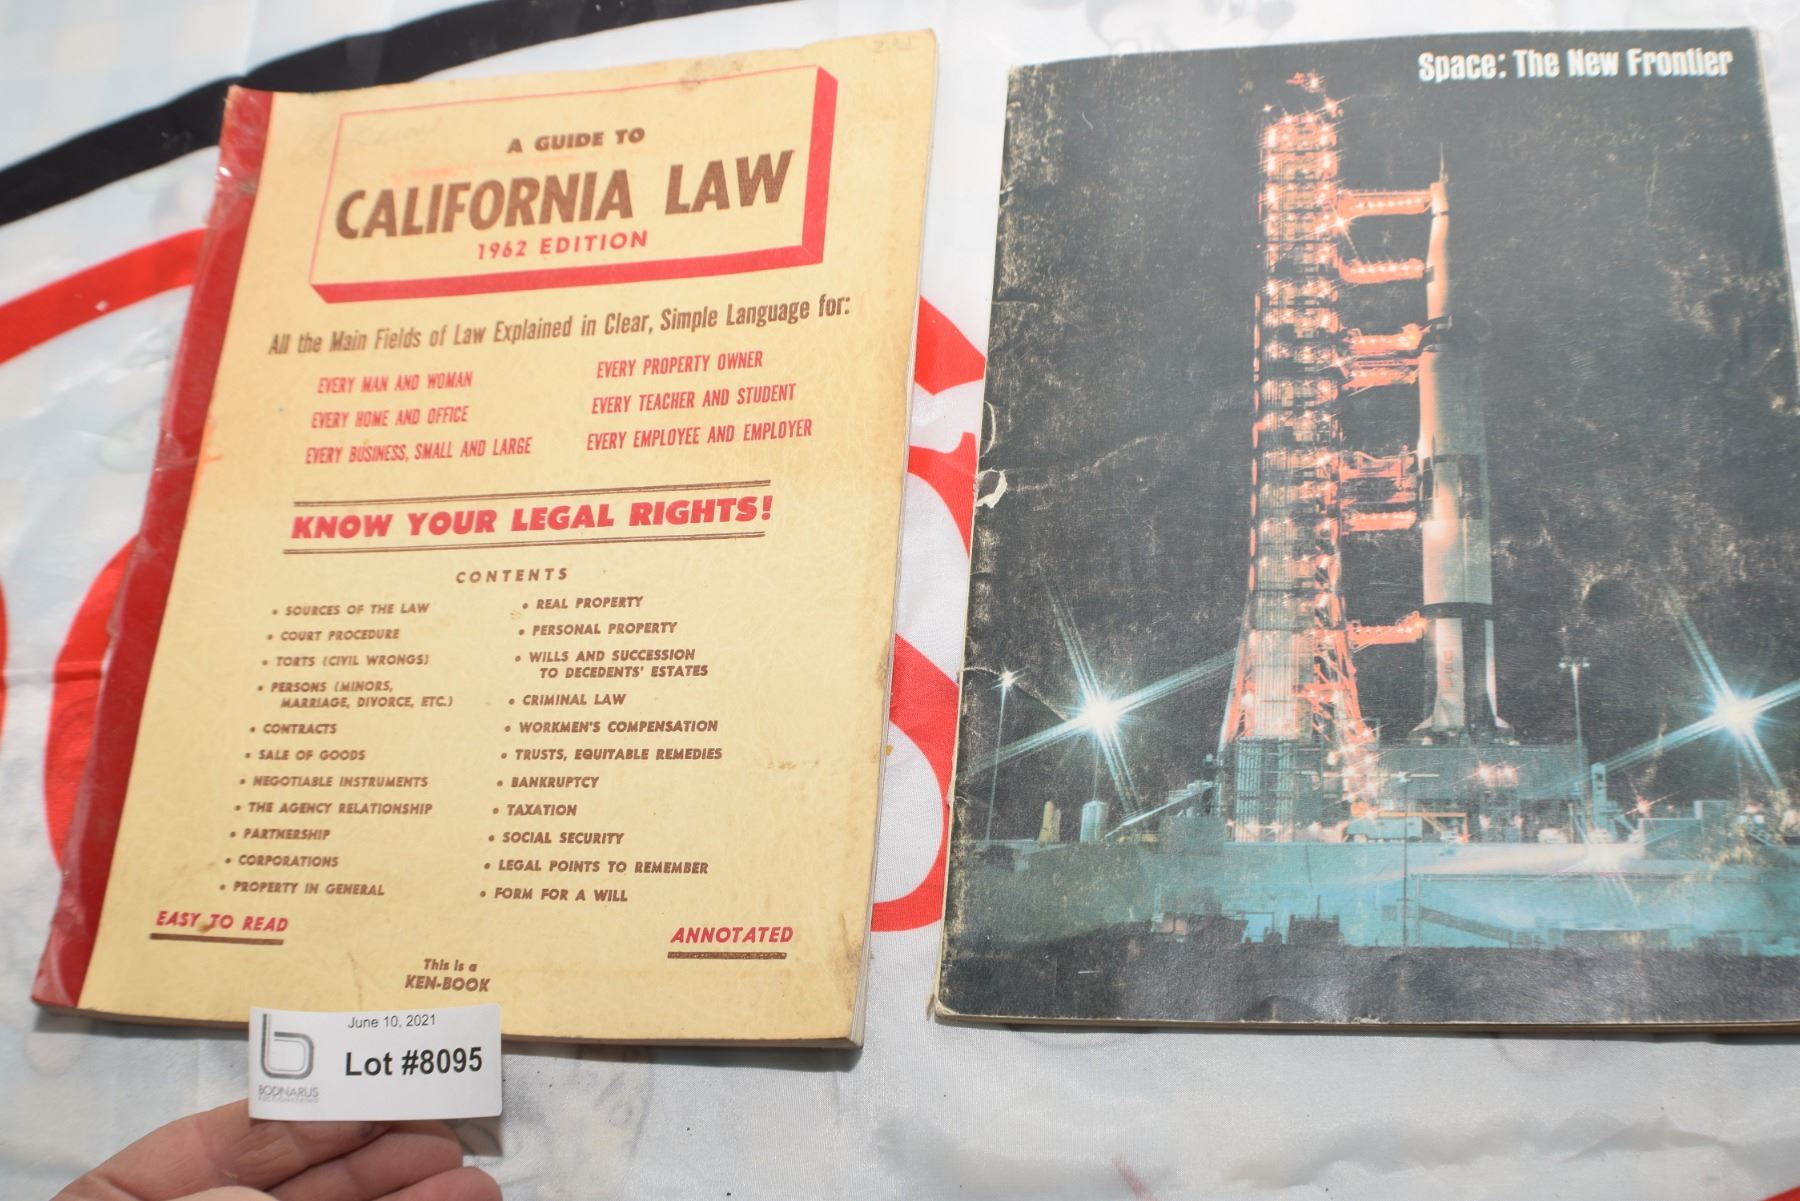 A GUIDE TO
CALIFORNIA LAW
1962 EDITION
All the Main Fields of Law Explained in Clear, Simple Language for:
EVERY MAN AND WOMAN
EVERY HOME AND OFFICE
EVERY BUSINESS, SMALL AND LARGE
EVERY PROPERTY OWNER
EVERY TEACHER AND STUDENT
EVERY EMPLOYEE AND EMPLOYER
KNOW YOUR LEGAL RIGHTS!
CONTENTS
• SOURCES OF THE LAW
• COURT PROCEDURE
• TORTS (CIVIL WRONGS)
• PERSONS (MINORS,
MARRIAGE, DIVORCE, ETC.)
• CONTRACTS
• SALE OF GOODS
• NEGOTIABLE INSTRUMENTS
• THE AGENCY RELATIONSHIP
• PARTNERSHIP
• CORPORATIONS
• PROPERTY IN GENERAL
• REAL PROPERTY
• PERSONAL PROPERTY
• WILLS AND SUCCESSION
TO DECEDENTS' ESTATES
• CRIMINAL LAW
• WORKMEN'S COMPENSATION
• TRUSTS, EQUITABLE REMEDIES
• BANKRUPTCY
• TAXATION
• SOCIAL SECURITY
• LEGAL POINTS TO REMEMBER
• FORM FOR A WILL
EASY TO READ
ANNOTATED
This is a
KEN-BOOK
June 10, 2021
Lot #8095
BODNARUS
AUCTIONEERING
Space: The New Frontier